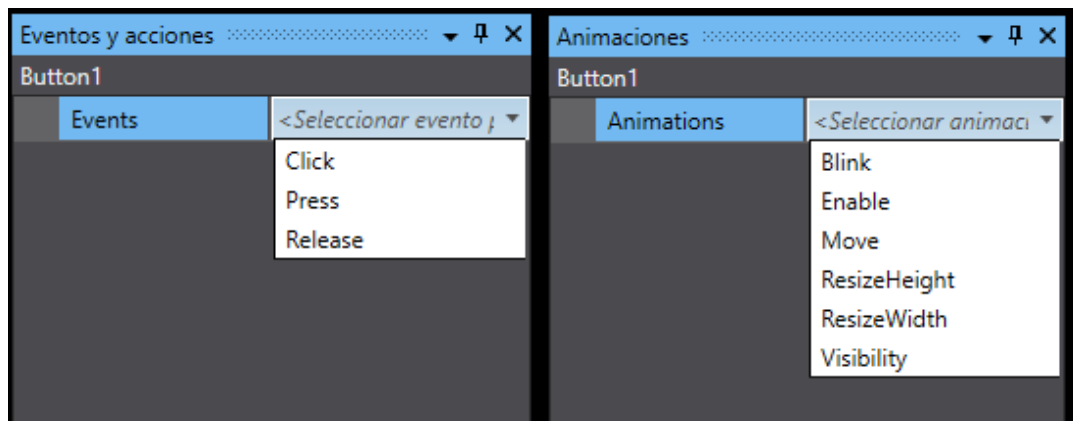 Eventos y acciones
Button1
Events <Seleccionar evento p
Click
Press
Release
Animaciones
Button1
Animations <Seleccionar animaci
Blink
Enable
Move
ResizeHeight
ResizeWidth
Visibility